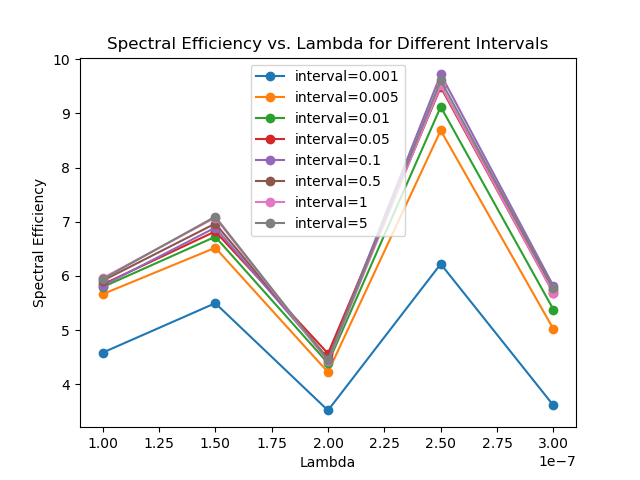 Spectral Efficiency vs. Lambda for Different Intervals
10
9
8
7
6
5
4
Spectral Efficiency
interval=0.001
interval=0.005
interval=0.01
interval=0.05
interval=0.1
interval=0.5
interval=1
interval=5
1.00 1.25 1.50 1.75 2.00 2.25 2.50 2.75 3.00
Lambda
1e−7